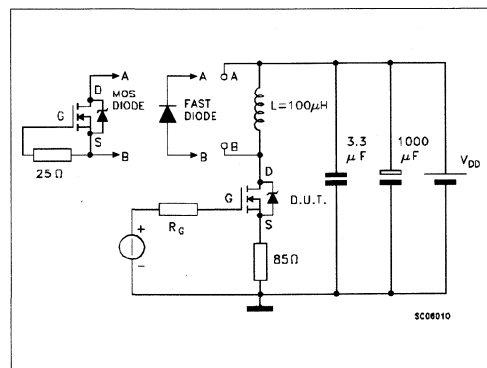 A
A
A
D
MOS
DIODE
FAST
DIODE
G
L=100μH
S
B
B
B
25Ω
3.3
μF
1000
μF
VDD
D
G
D.U.T.
S
RG
+
-
85Ω
SC06010